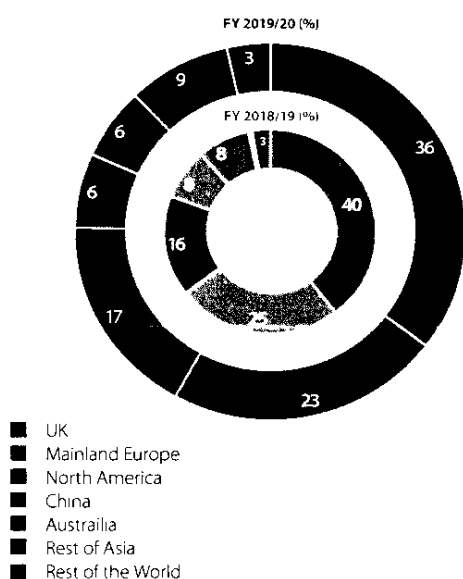 FY 2019/20 (%)
3
9
6
6
17
23
36
FY 2018/19 (%)
3
8
16
25
40
UK
Mainland Europe
North America
China
Austrailia
Rest of Asia
Rest of the World